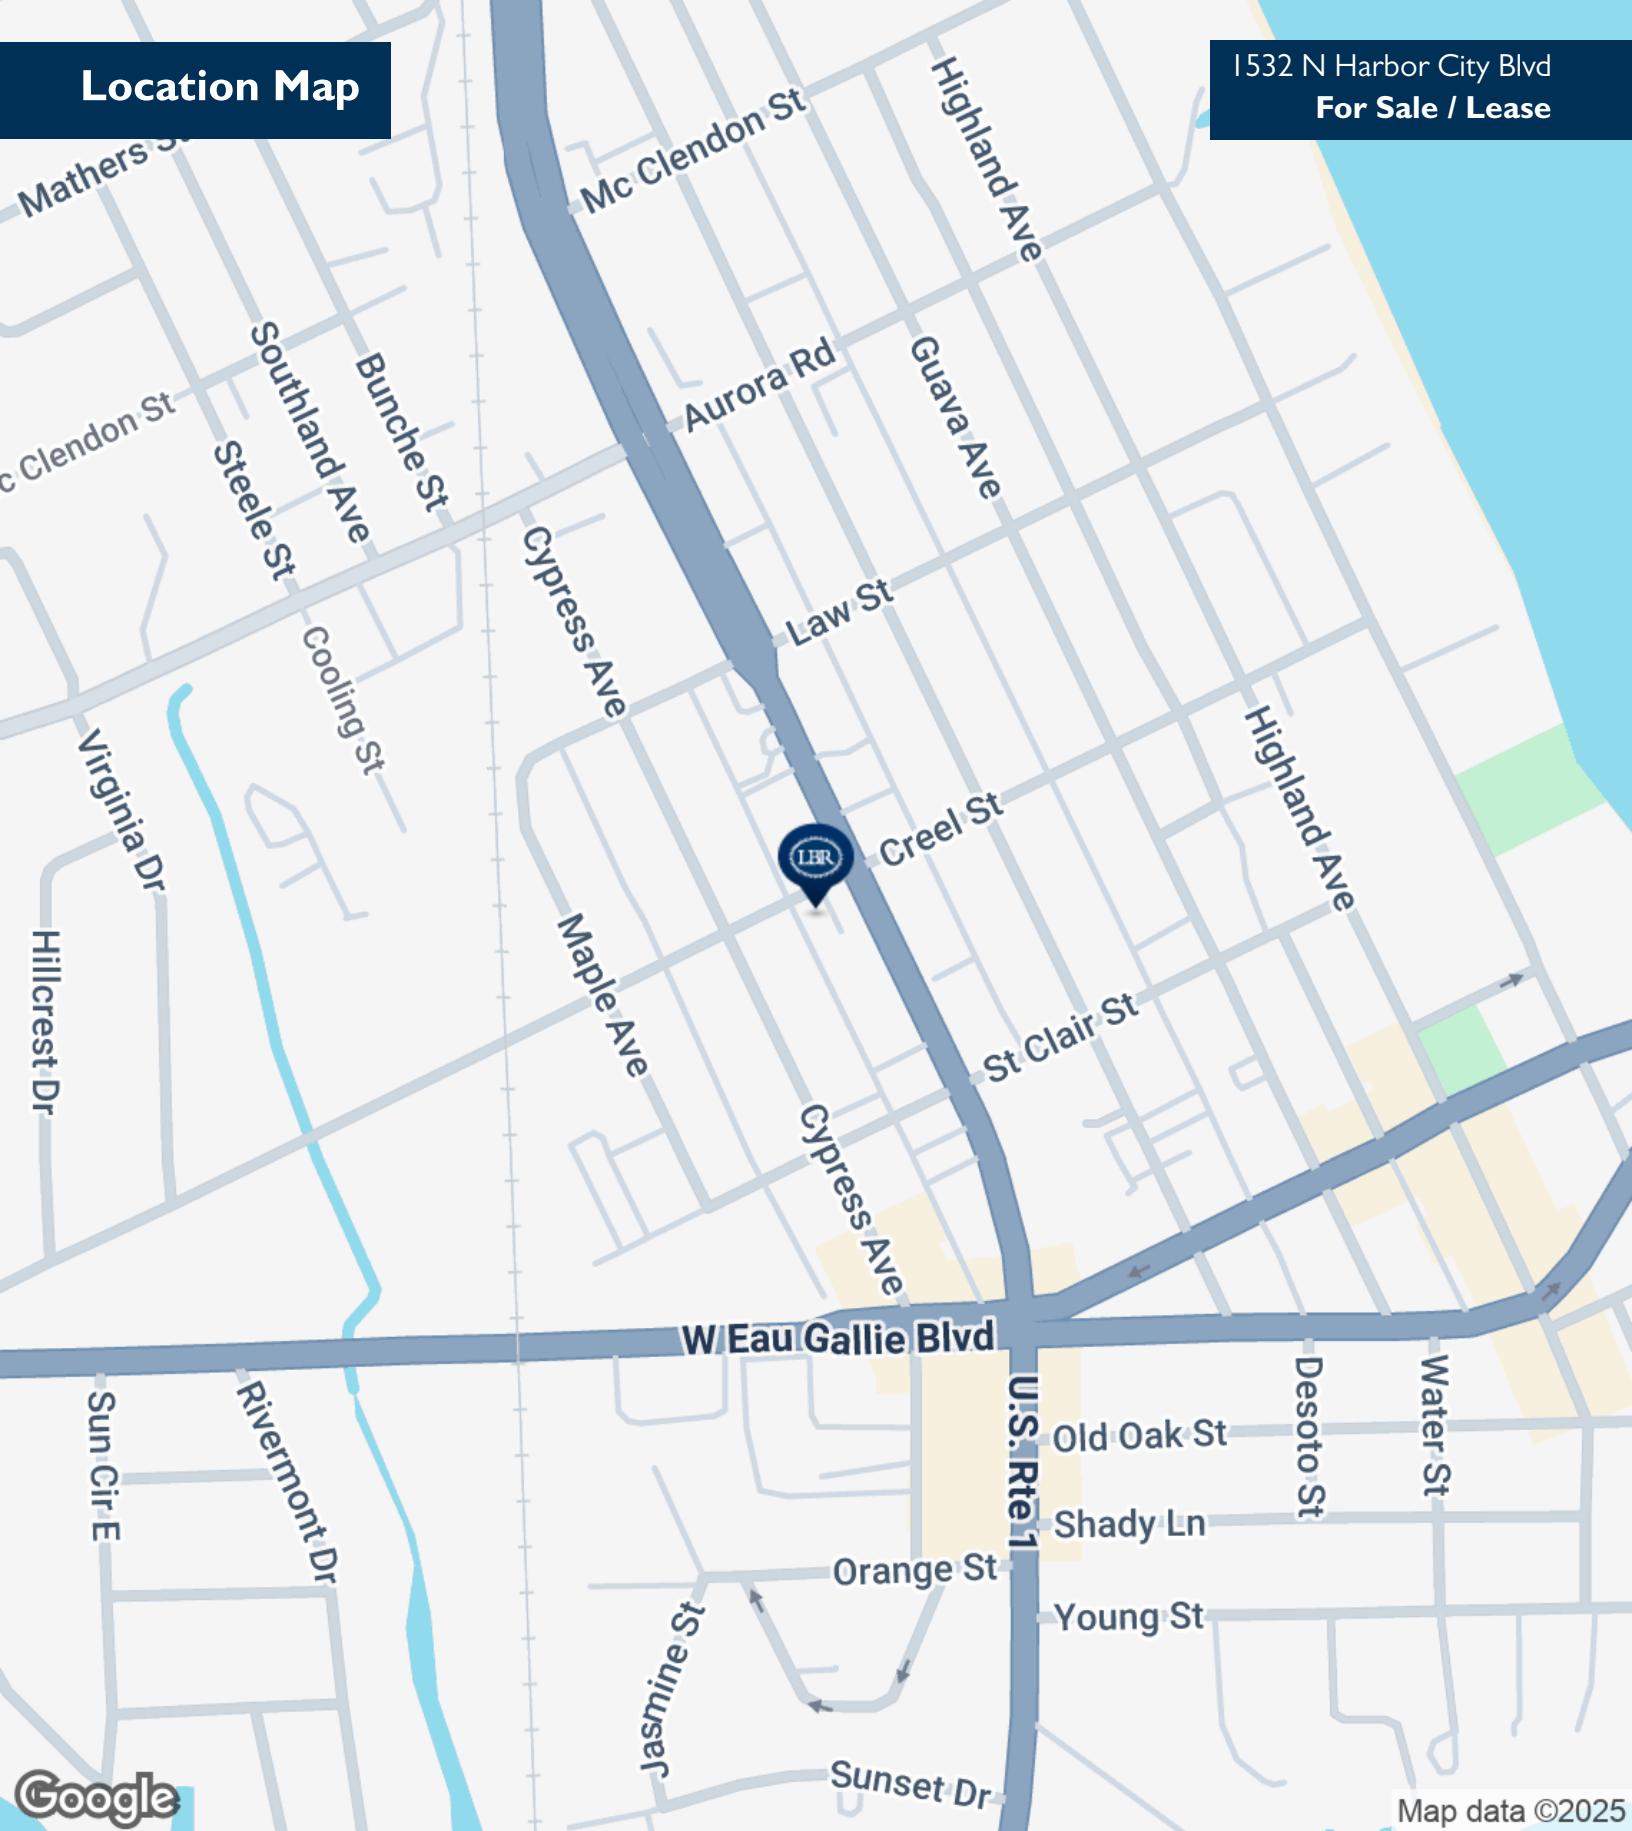 Location Map
1532 N Harbor City Blvd
For Sale / Lease
Mathers St
Mc Clendon St
Highland Ave
Aurora Rd
Guava Ave
Southland Ave
Bunche St
c Clendon St
Steele St
Cypress Ave
Law St
Cooling St
Virginia Dr
Highland Ave
Creel St
LBR
Hillcrest Dr
Maple Ave
St Clair St
Cypress Ave
W Eau Gallie Blvd
U.S. Rte 1
Sun Cir E
Rivermont Dr
Old Oak St
Desoto St
Water St
Shady Ln
Orange St
Young St
Jasmine St
Sunset Dr
Google
Map data ©2025